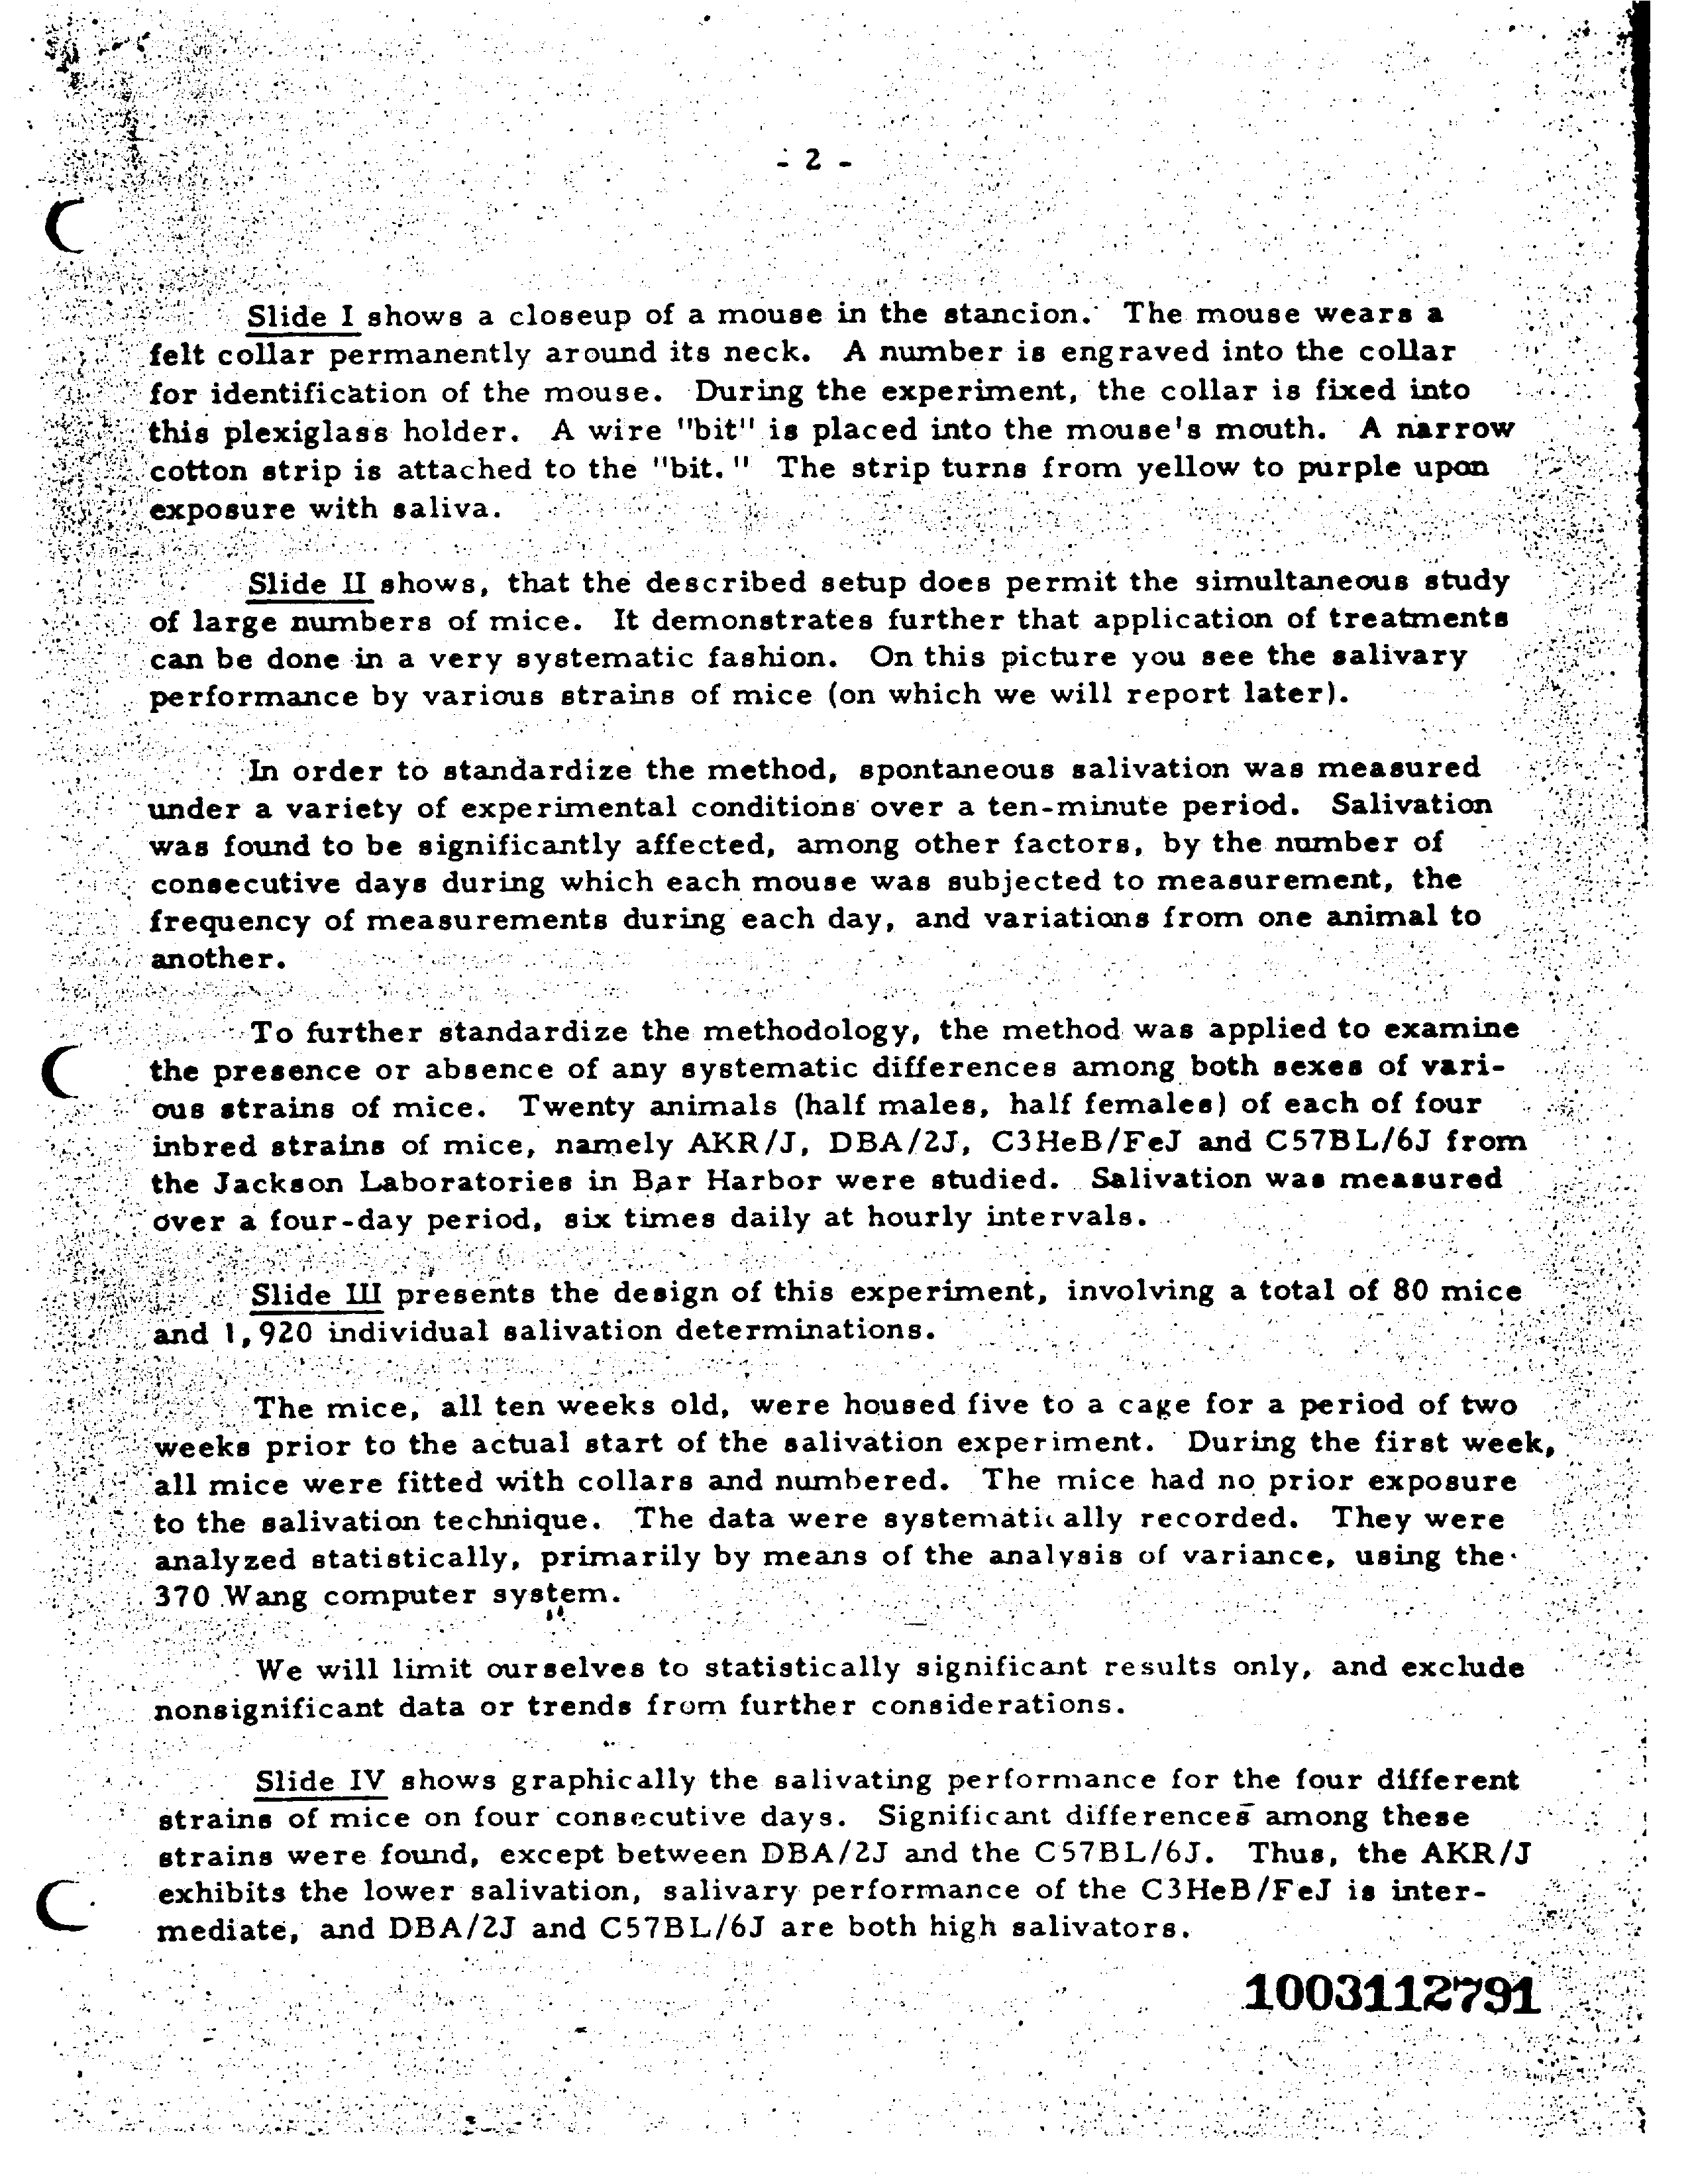 - 2 -
Slide I shows a closeup of a mouse in the stancion. The mouse wears a
felt collar permanently around its neck. A number is engraved into the collar
for identification of the mouse. During the experiment, the collar is fixed into
this plexiglass holder. A wire "bit" is placed into the mouse's mouth. A narrow
cotton strip is attached to the "bit." The strip turns from yellow to purple upon
exposure with saliva.
Slide II shows, that the described setup does permit the simultaneous study
of large numbers of mice. It demonstrates further that application of treatments
can be done in a very systematic fashion. On this picture you see the salivary
performance by various strains of mice (on which we will report later).
In order to standardize the method, spontaneous salivation was measured
under a variety of experimental conditions over a ten-minute period. Salivation
was found to be significantly affected, among other factors, by the number of
consecutive days during which each mouse was subjected to measurement, the
frequency of measurements during each day, and variations from one animal to
another.
To further standardize the methodology, the method was applied to examine
the presence or absence of any systematic differences among both sexes of vari-
ous strains of mice. Twenty animals (half males, half females) of each of four
inbred strains of mice, namely AKR/J, DBA/2J, C3HeB/FeJ and C57BL/6J from
the Jackson Laboratories in Bar Harbor were studied. Salivation was measured
over a four-day period, six times daily at hourly intervals.
Slide III presents the design of this experiment, involving a total of 80 mice
and 1,920 individual salivation determinations.
The mice, all ten weeks old, were housed five to a cage for a period of two
weeks prior to the actual start of the salivation experiment. During the first week,
all mice were fitted with collars and numbered. The mice had no prior exposure
to the salivation technique. The data were systematically recorded. They were
analyzed statistically, primarily by means of the analysis of variance, using the
370 Wang computer system.
We will limit ourselves to statistically significant results only, and exclude
nonsignificant data or trends from further considerations.
Slide IV shows graphically the salivating performance for the four different
strains of mice on four consecutive days. Significant differences among these
strains were found, except between DBA/2J and the C57BL/6J. Thus, the AKR/J
exhibits the lower salivation, salivary performance of the C3HeB/FeJ is inter-
mediate, and DBA/2J and C57BL/6J are both high salivators.
1003112791